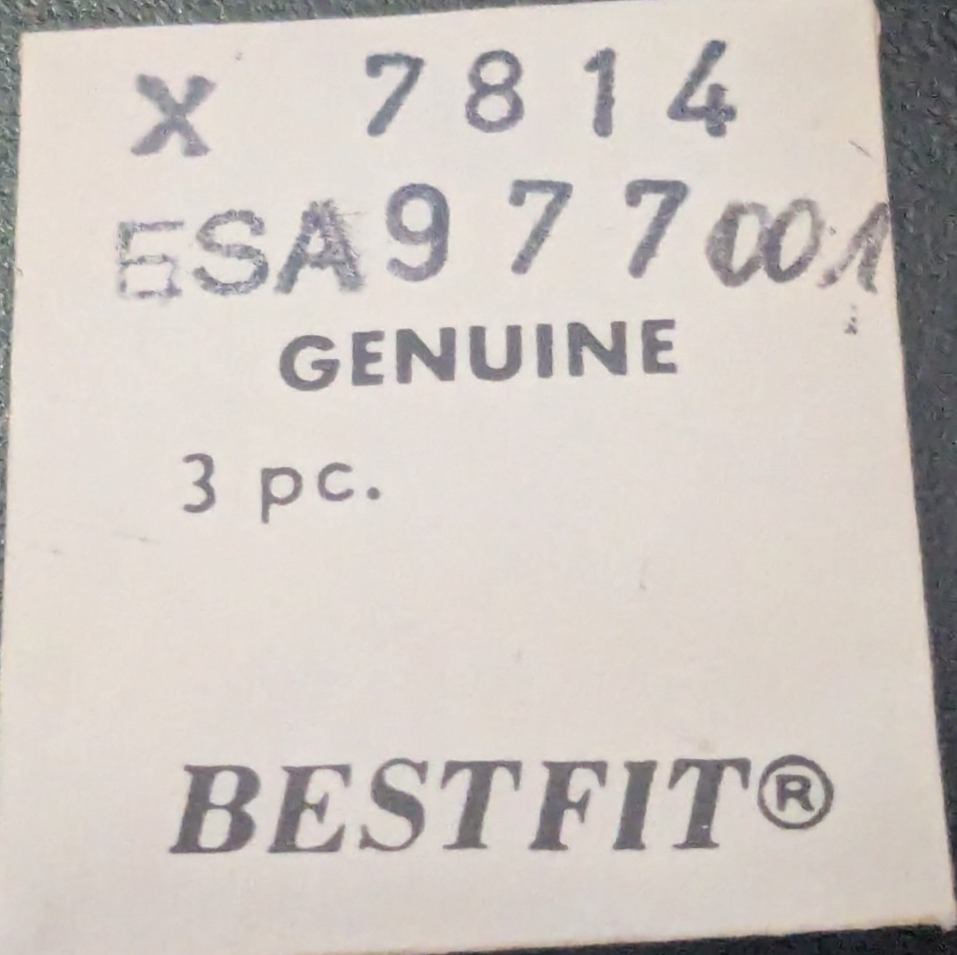 X 7814
ESA977001
GENUINE
3 pc.
BESTFIT®